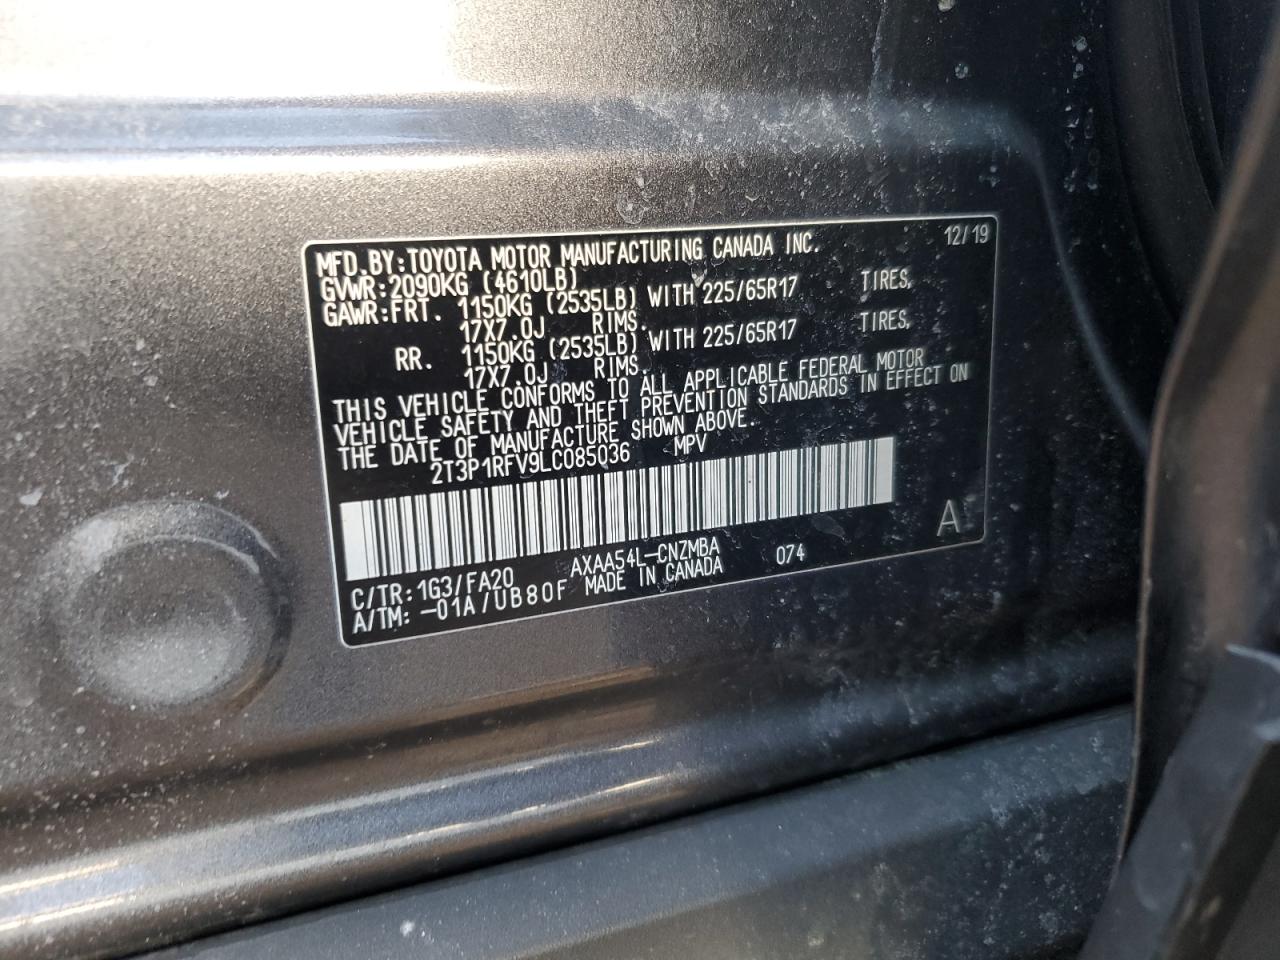 12/19
MFD.BY:TOYOTA MOTOR MANUFACTURING CANADA INC.
GVWR:2090KG (4610LB)
GAWR:FRT. 1150KG (2535LB) WITH 225/65R17 TIRES,
17X7.0J RIMS.
RR. 1150KG (2535LB) WITH 225/65R17 TIRES,
17X7.0J RIMS.
THIS VEHICLE CONFORMS TO ALL APPLICABLE FEDERAL MOTOR
VEHICLE SAFETY AND THEFT PREVENTION STANDARDS IN EFFECT ON
THE DATE OF MANUFACTURE SHOWN ABOVE.
2T3P1RFV9LC085036 MPV
A
C/TR:1G3/FA20 AXAA54L-CNZMBA 074
A/TM:-01A/UB80F MADE IN CANADA